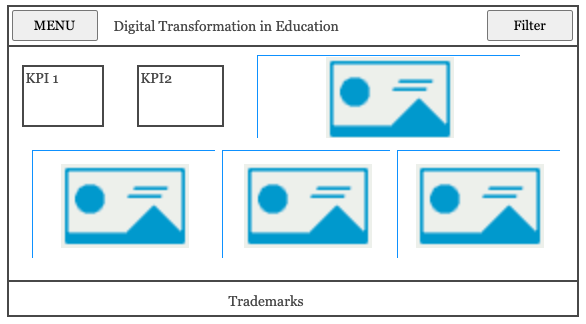 MENU
Digital Transformation in Education
Filter
KPI 1
KPI2
Trademarks